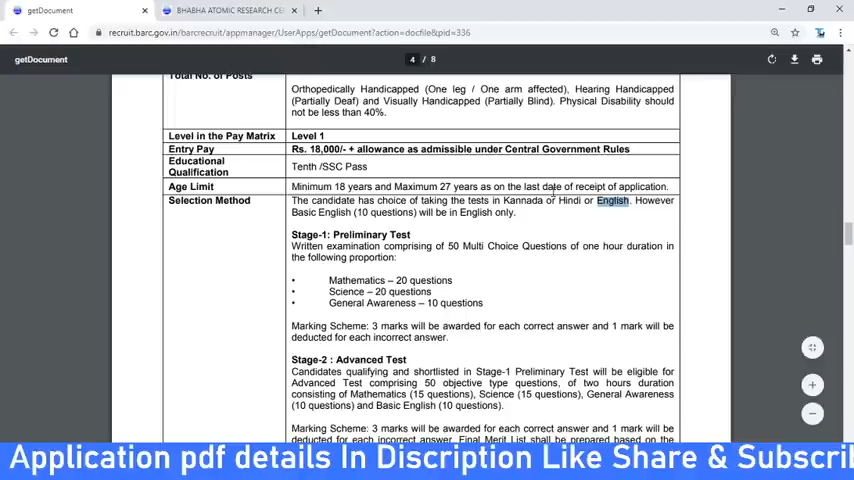 getDocument
BHABHA ATOMIC RESEARCH CE
recruit.barc.gov.in/barcrecruit/appmanager/UserApps/getDocument?action=docfile&pid=336
getDocument
4 / 8
Total No. of Posts
Orthopedically Handicapped (One leg / One arm affected), Hearing Handicapped
(Partially Deaf) and Visually Handicapped (Partially Blind). Physical Disability should
not be less than 40%.
Level in the Pay Matrix Level 1
Entry Pay Rs. 18,000/- + allowance as admissible under Central Government Rules
Educational
Qualification Tenth /SSC Pass
Age Limit Minimum 18 years and Maximum 27 years as on the last date of receipt of application.
Selection Method The candidate has choice of taking the tests in Kannada or Hindi or English. However
Basic English (10 questions) will be in English only.
Stage-1: Preliminary Test
Written examination comprising of 50 Multi Choice Questions of one hour duration in
the following proportion:
• Mathematics – 20 questions
• Science – 20 questions
• General Awareness – 10 questions
Marking Scheme: 3 marks will be awarded for each correct answer and 1 mark will be
deducted for each incorrect answer.
Stage-2 : Advanced Test
Candidates qualifying and shortlisted in Stage-1 Preliminary Test will be eligible for
Advanced Test comprising 50 objective type questions, of two hours duration
consisting of Mathematics (15 questions), Science (15 questions), General Awareness
(10 questions) and Basic English (10 questions).
Marking Scheme: 3 marks will be awarded for each correct answer and 1 mark will be
deducted for each incorrect answer. Final Merit List shall be prepared based on the
Application pdf details In Discription Like Share & Subscrib